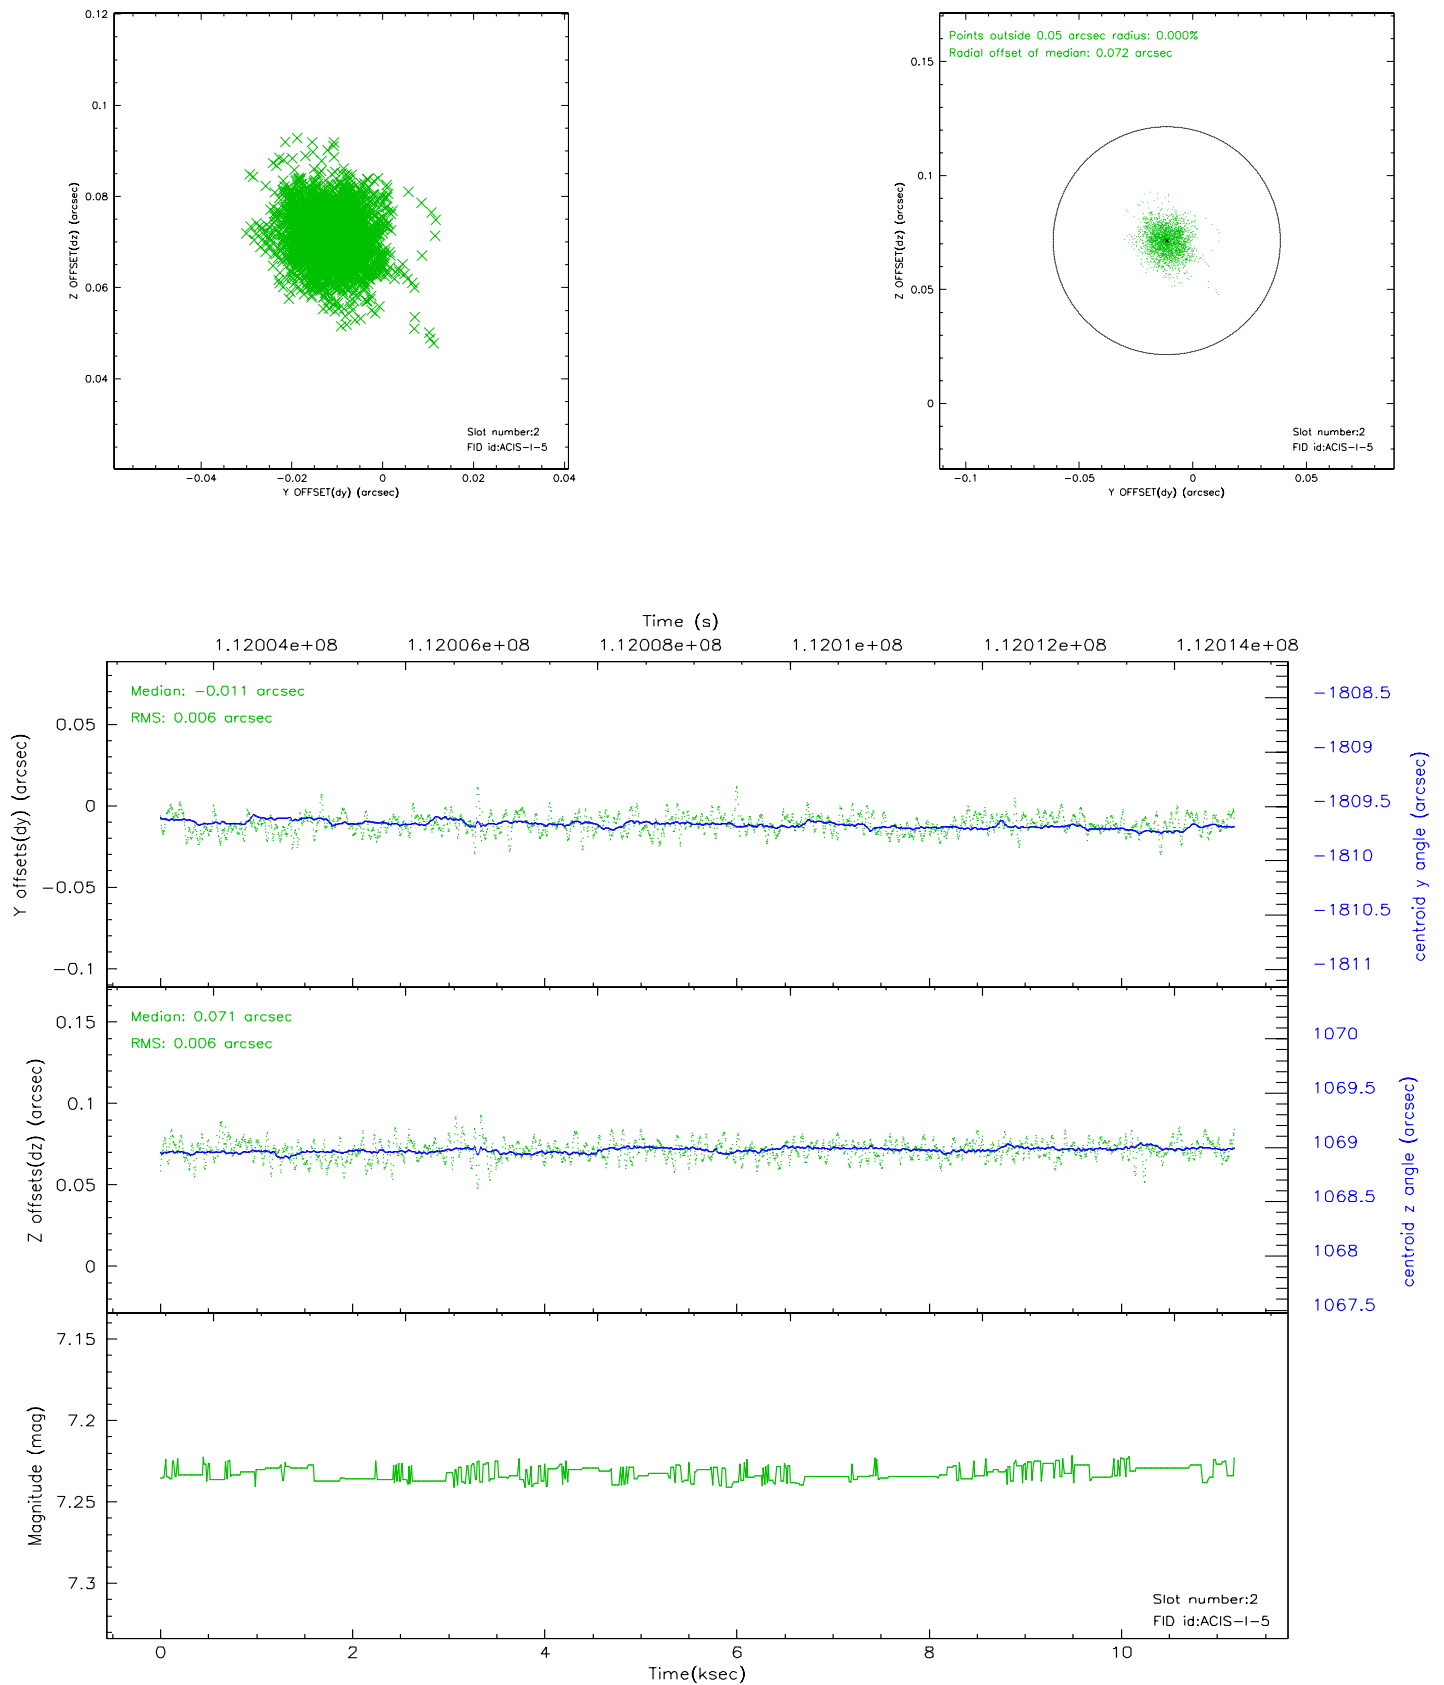 0.12
0.1
0.08
0.06
0.04
Z OFFSET(dz) (arcsec)
Slot number:2
FID id:ACIS-I-5
-0.04 -0.02 0 0.02 0.04
Y OFFSET(dy) (arcsec)
Points outside 0.05 arcsec radius: 0.000%
Radial offset of median: 0.072 arcsec
0.15
0.1
0.05
0
Z OFFSET(dz) (arcsec)
Slot number:2
FID id:ACIS-I-5
-0.1 -0.05 0 0.05
Y OFFSET(dy) (arcsec)
Time (s)
1.12004e+08 1.12006e+08 1.12008e+08 1.1201e+08 1.12012e+08 1.12014e+08
Median: -0.011 arcsec
RMS: 0.006 arcsec
0.05
0
-0.05
-0.1
Y offsets(dy) (arcsec)
-1808.5
-1809
-1809.5
-1810
-1810.5
-1811
centroid y angle (arcsec)
Median: 0.071 arcsec
RMS: 0.006 arcsec
0.15
0.1
0.05
0
Z offsets(dz) (arcsec)
1070
1069.5
1069
1068.5
1068
1067.5
centroid z angle (arcsec)
7.15
7.2
7.25
7.3
Magnitude (mag)
Slot number:2
FID id:ACIS-I-5
0 2 4 6 8 10
Time(ksec)